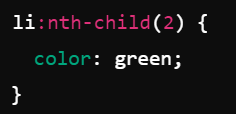 li:nth-child(2) {
  color: green;
}